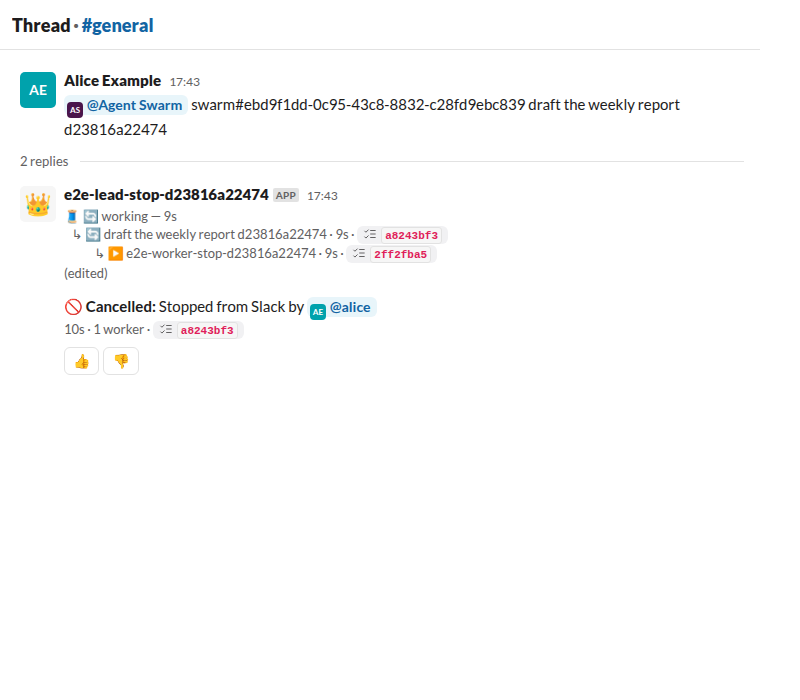 Thread • #general
AE
Alice Example 17:43
AS @Agent Swarm swarm#ebd9f1dd-0c95-43c8-8832-c28fd9ebc839 draft the weekly report
d23816a22474
2 replies
e2e-lead-stop-d23816a22474 APP 17:43
🧵 🔄 working — 9s
↳ 🔄 draft the weekly report d23816a22474 · 9s · a8243bf3
↳ ▶️ e2e-worker-stop-d23816a22474 · 9s · 2ff2fba5
(edited)
🚫 Cancelled: Stopped from Slack by AE @alice
10s · 1 worker · a8243bf3